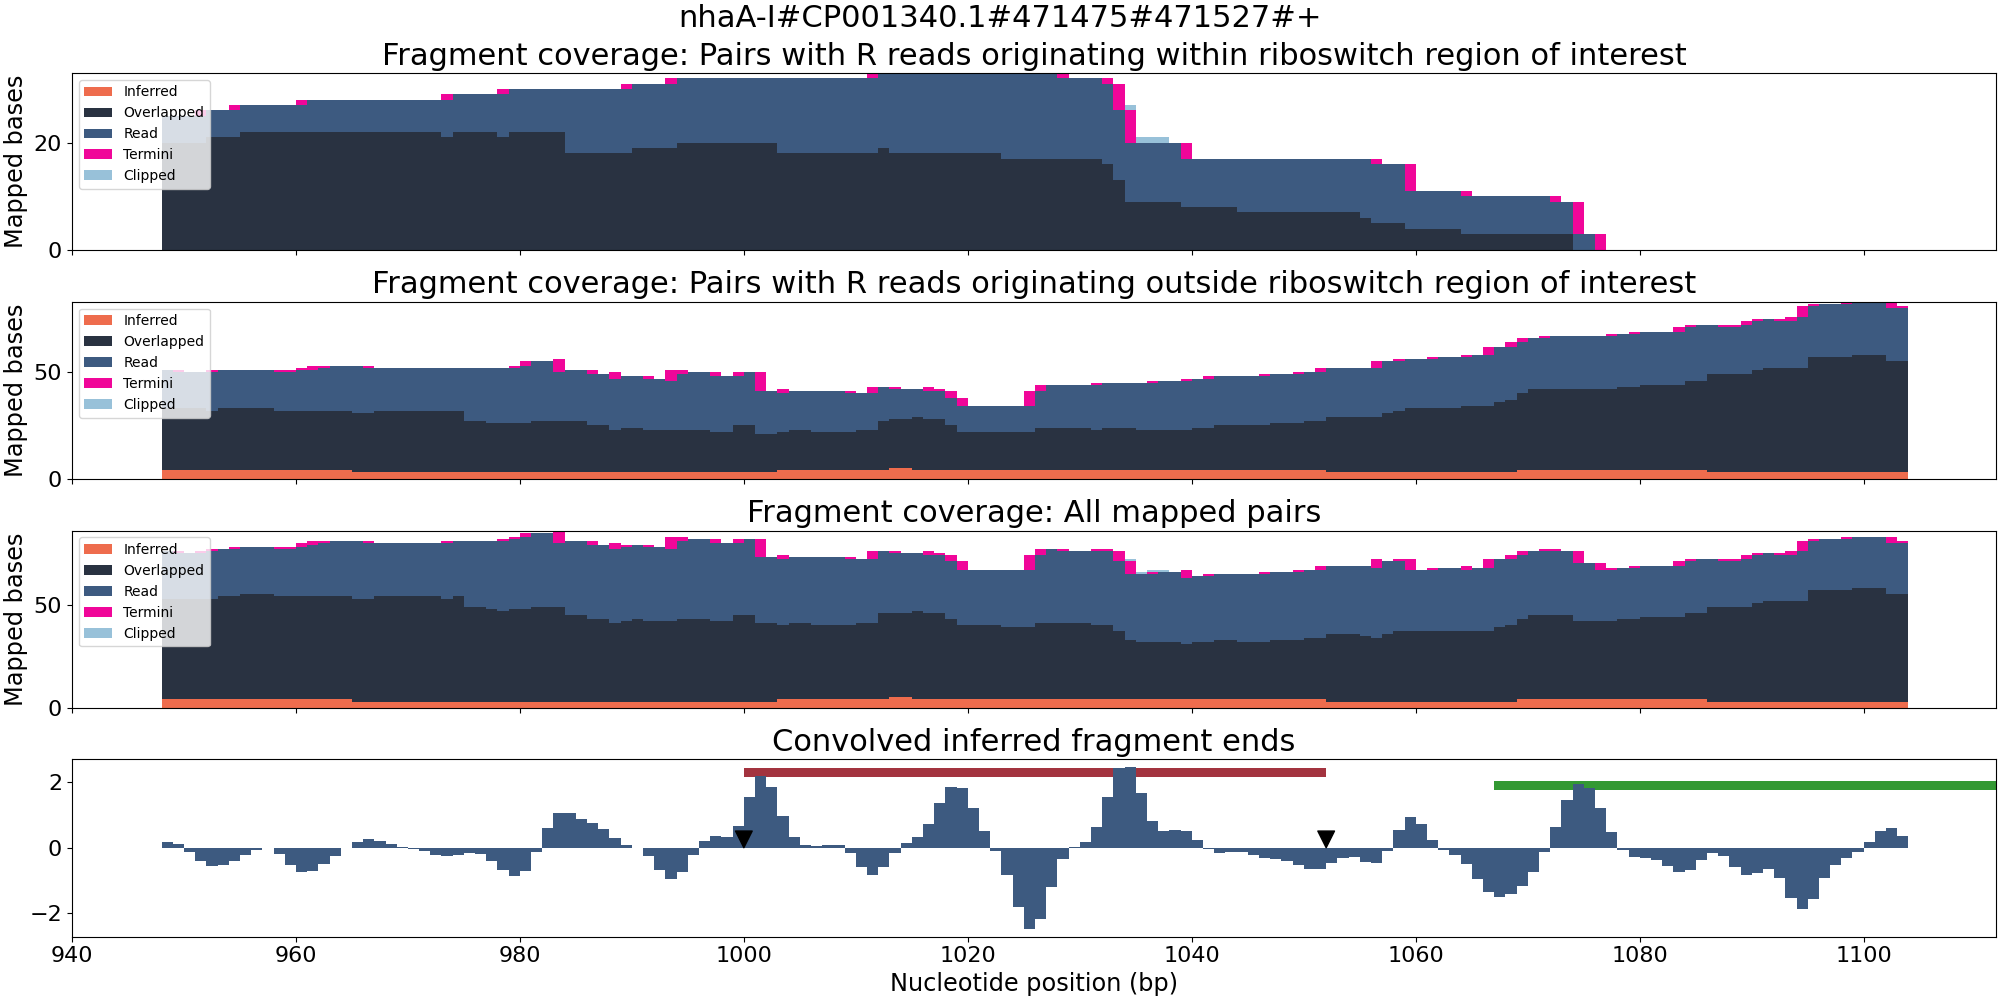 nhaA-I#CP001340.1#471475#471527#+
Fragment coverage: Pairs with R reads originating within riboswitch region of interest
Mapped bases
20
0
Inferred
Overlapped
Read
Termini
Clipped
Fragment coverage: Pairs with R reads originating outside riboswitch region of interest
Mapped bases
50
0
Inferred
Overlapped
Read
Termini
Clipped
Fragment coverage: All mapped pairs
Mapped bases
50
0
Inferred
Overlapped
Read
Termini
Clipped
Convolved inferred fragment ends
2
0
−2
940 960 980 1000 1020 1040 1060 1080 1100
Nucleotide position (bp)